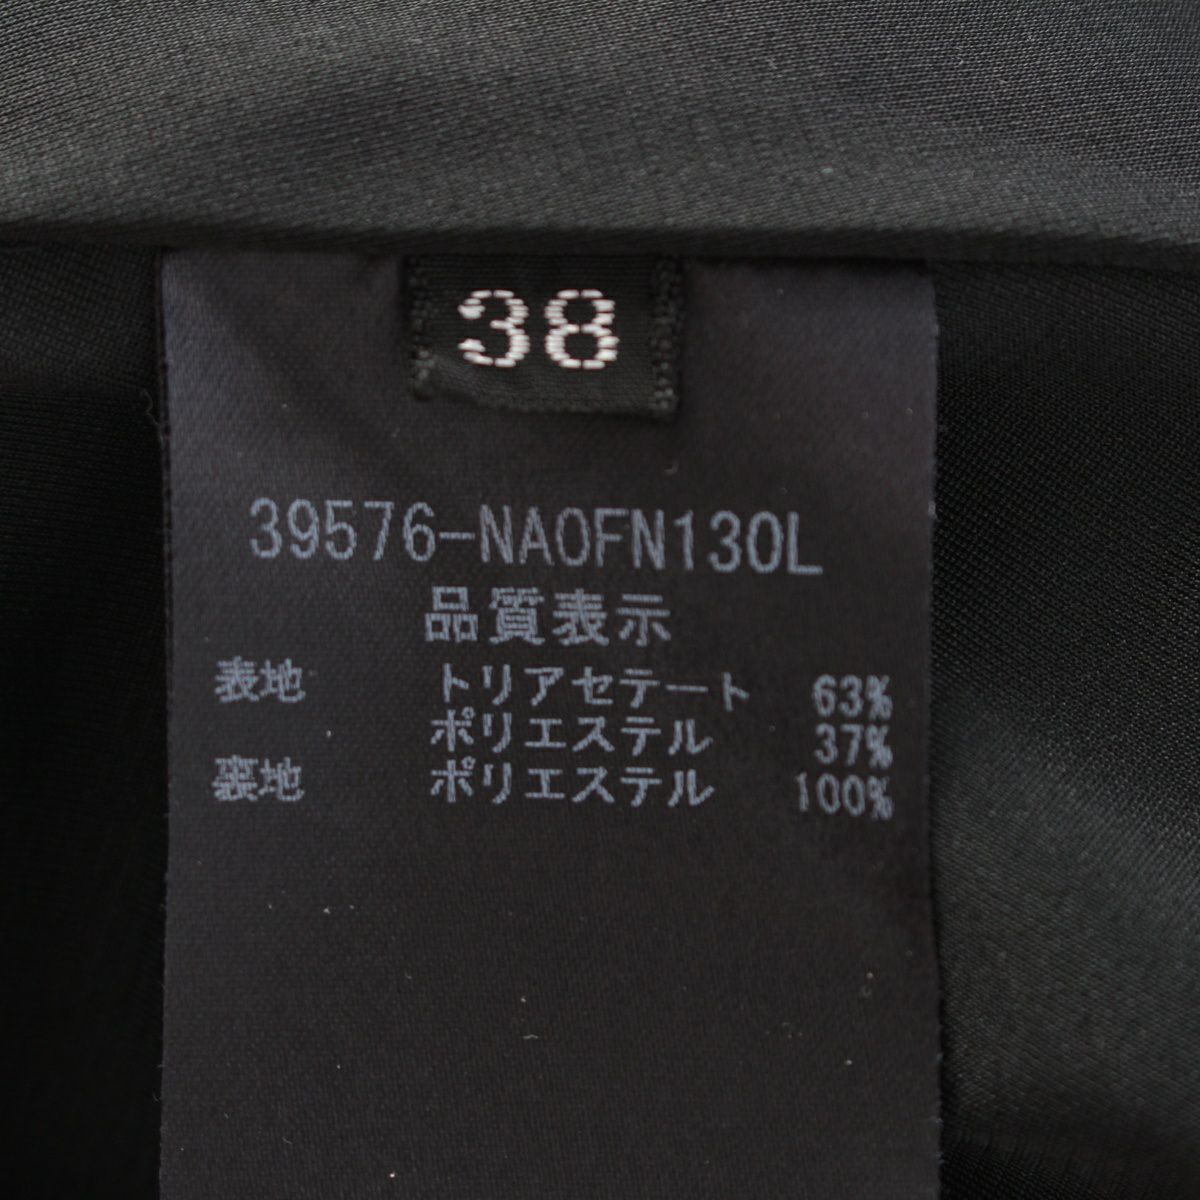 38
39576-NAOFN130L
品質表示
表地 トリアセテート 63%
ポリエステル 37%
裏地 ポリエステル 100%